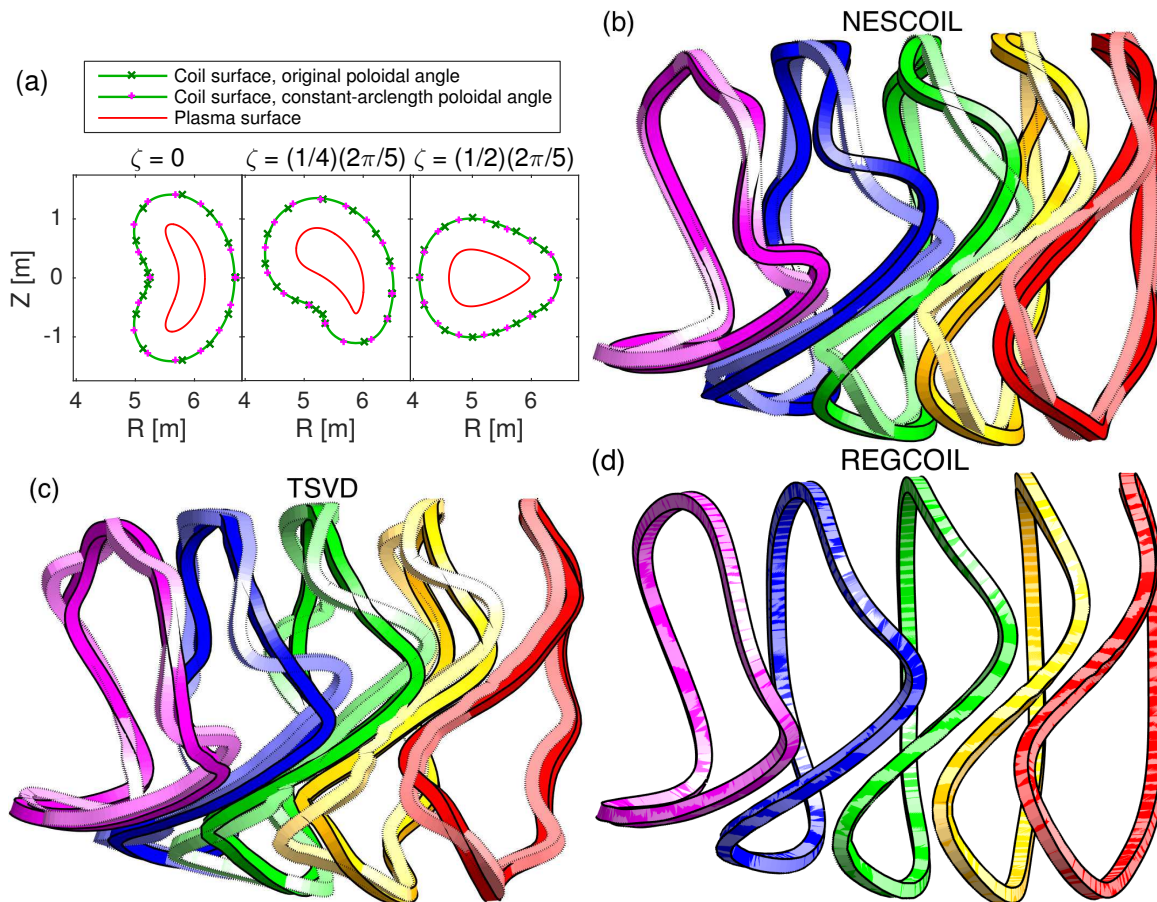 (a)
Coil surface, original poloidal angle
Coil surface, constant-arclength poloidal angle
Plasma surface
ζ = 0
ζ = (1/4)(2π/5)
ζ = (1/2)(2π/5)
Z [m]
1
0
-1
4 5 6
4 5 6
4 5 6
R [m]
R [m]
R [m]
(b)
NESCOIL
(c)
TSVD
(d)
REGCOIL